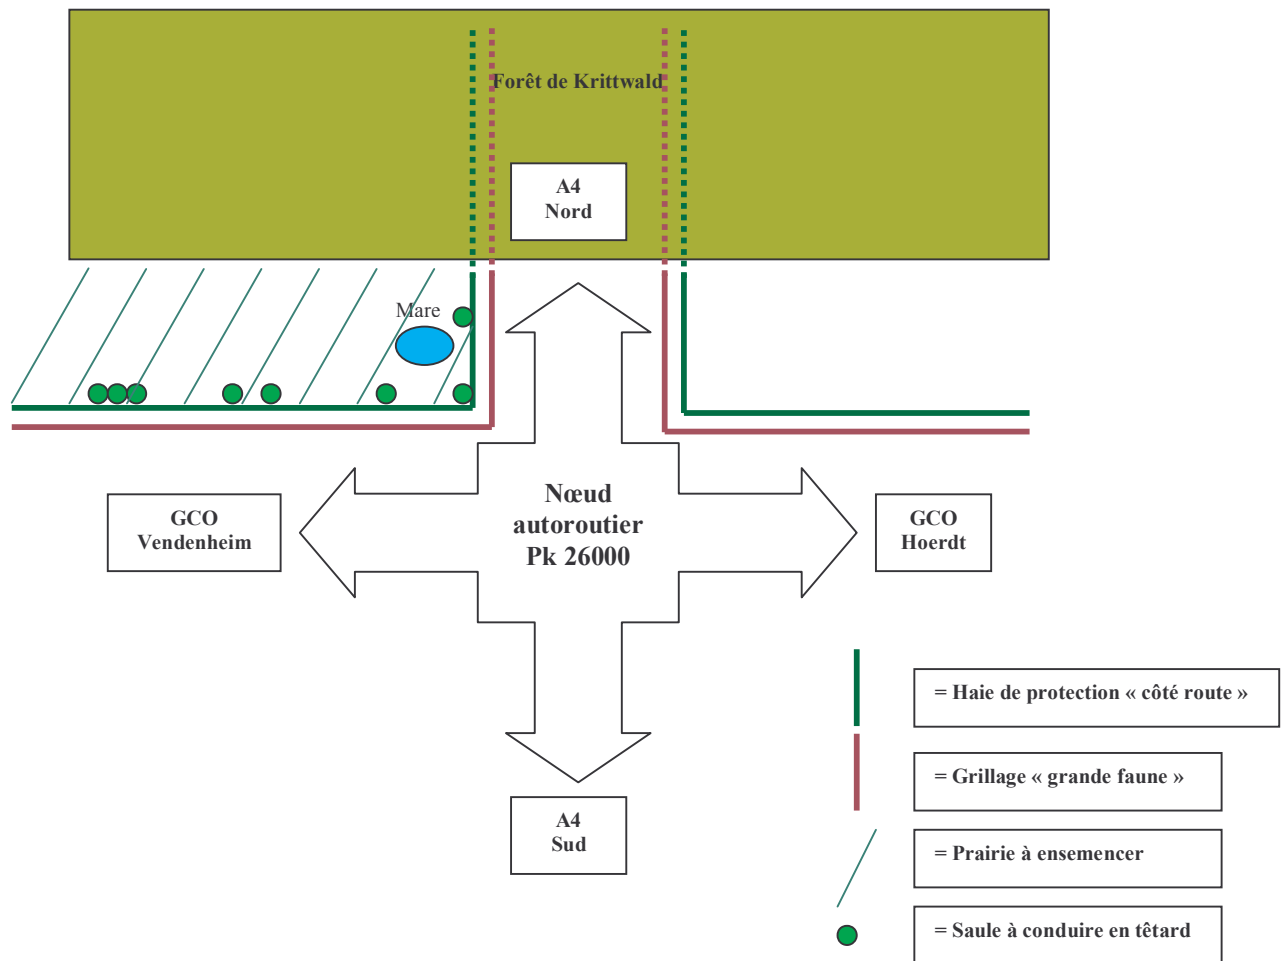 Forêt de Krittwald
A4
Nord
Mare
GCO
Vendenheim
Nœud
autoroutier
Pk 26000
GCO
Hoerdt
A4
Sud
= Haie de protection « côté route »
= Grillage « grande faune »
= Prairie à ensemencer
= Saule à conduire en têtard